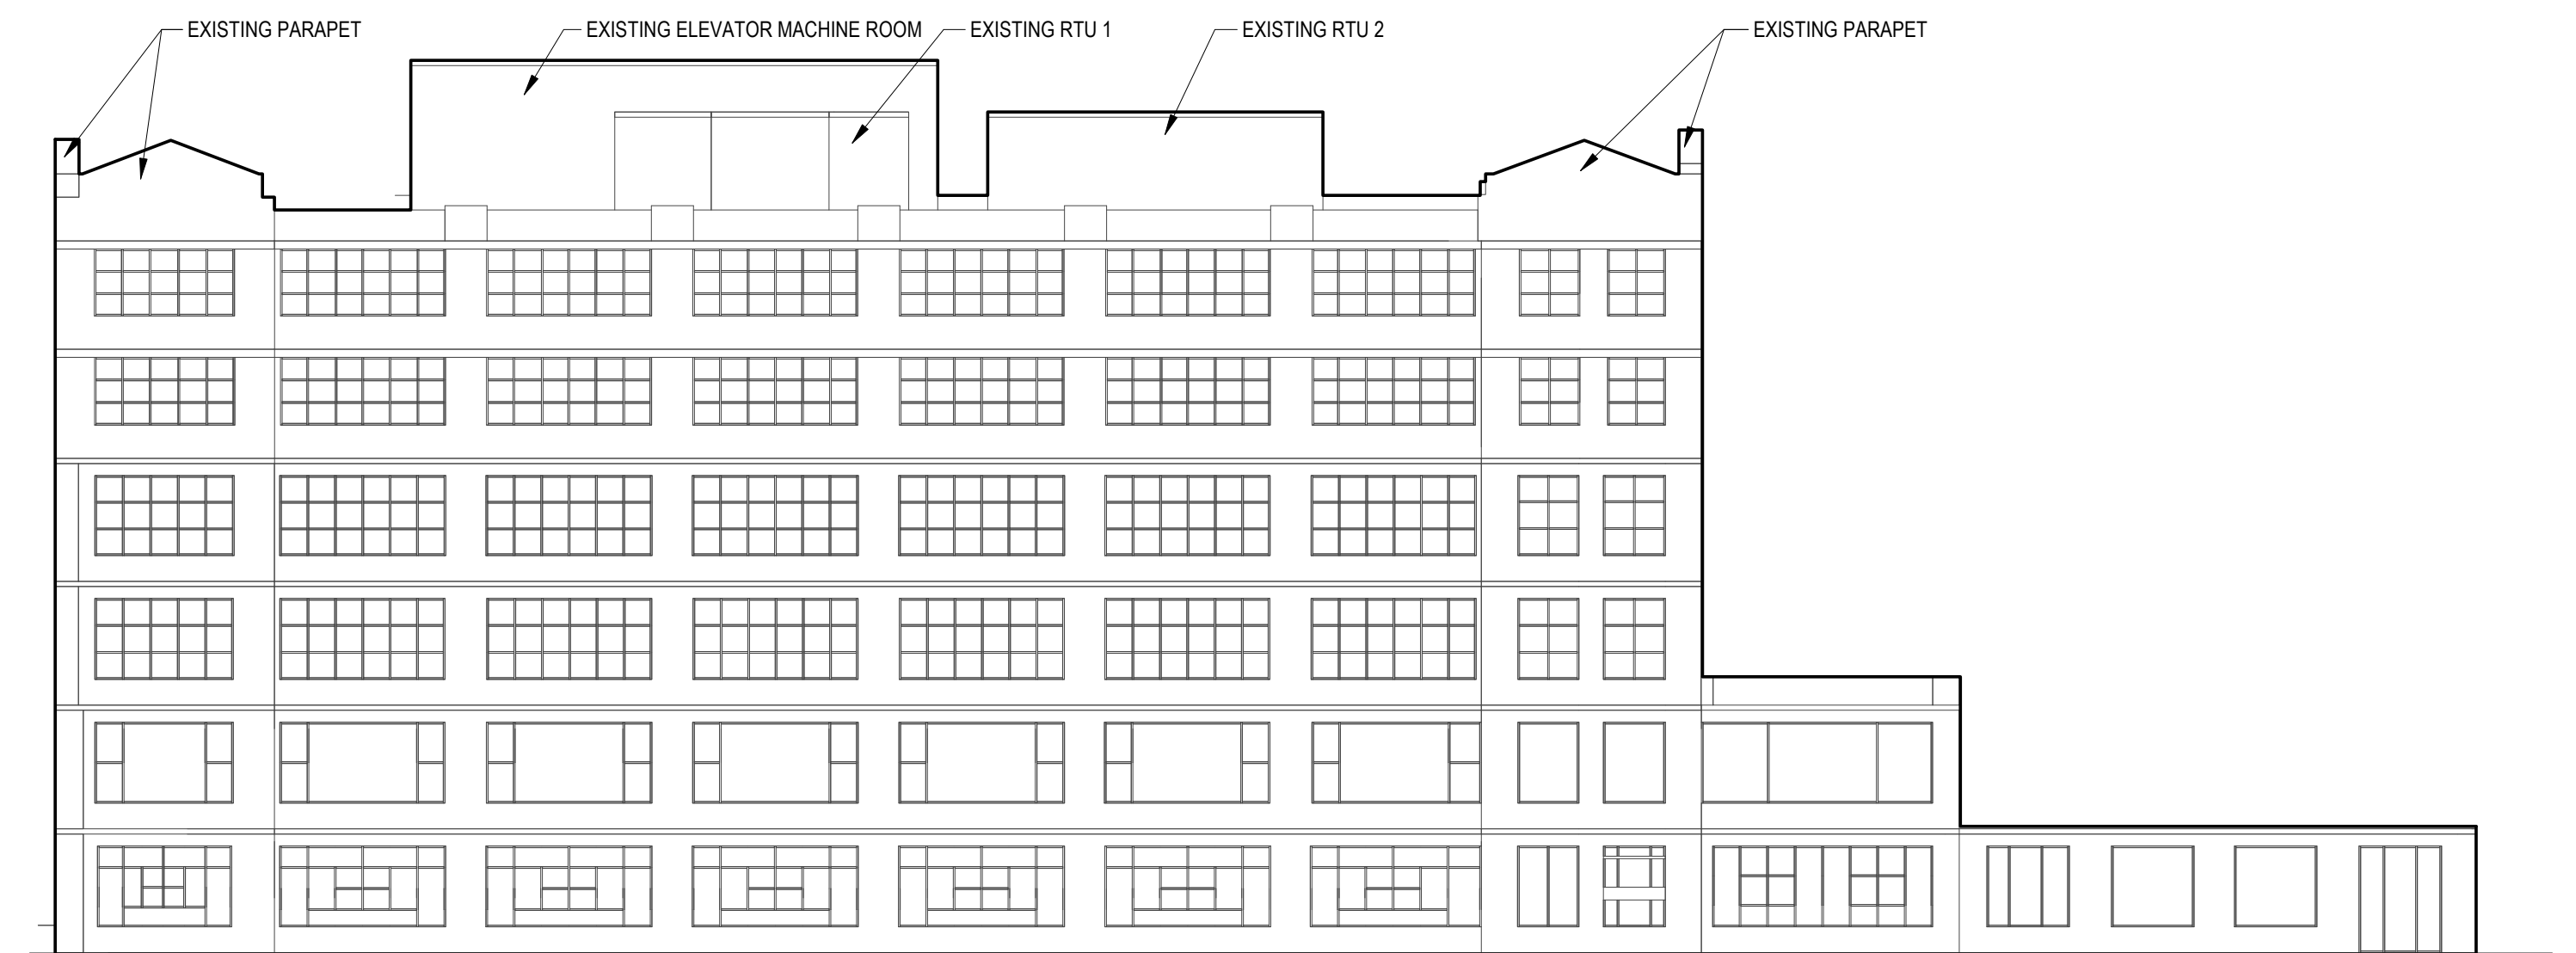 EXISTING PARAPET
EXISTING ELEVATOR MACHINE ROOM
EXISTING RTU 1
EXISTING RTU 2
EXISTING PARAPET